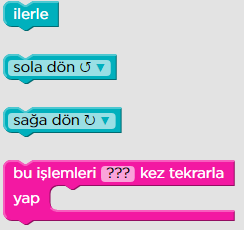 ilerle
sola dön ↺ ▼
sağa dön ↻ ▼
bu işlemleri ??? kez tekrarla
yap